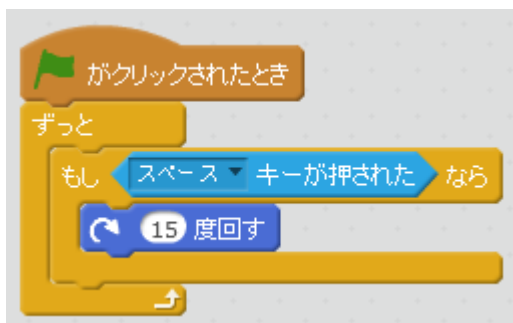 がクリックされたとき
ずっと
もし スペース キーが押された なら
15 度回す